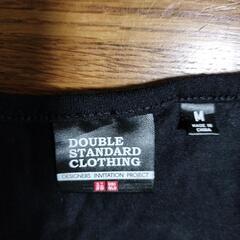 DOUBLE
STANDARD
CLOTHING
DESIGNERS INVITATION PROJECT
M
MADE IN
CHINA